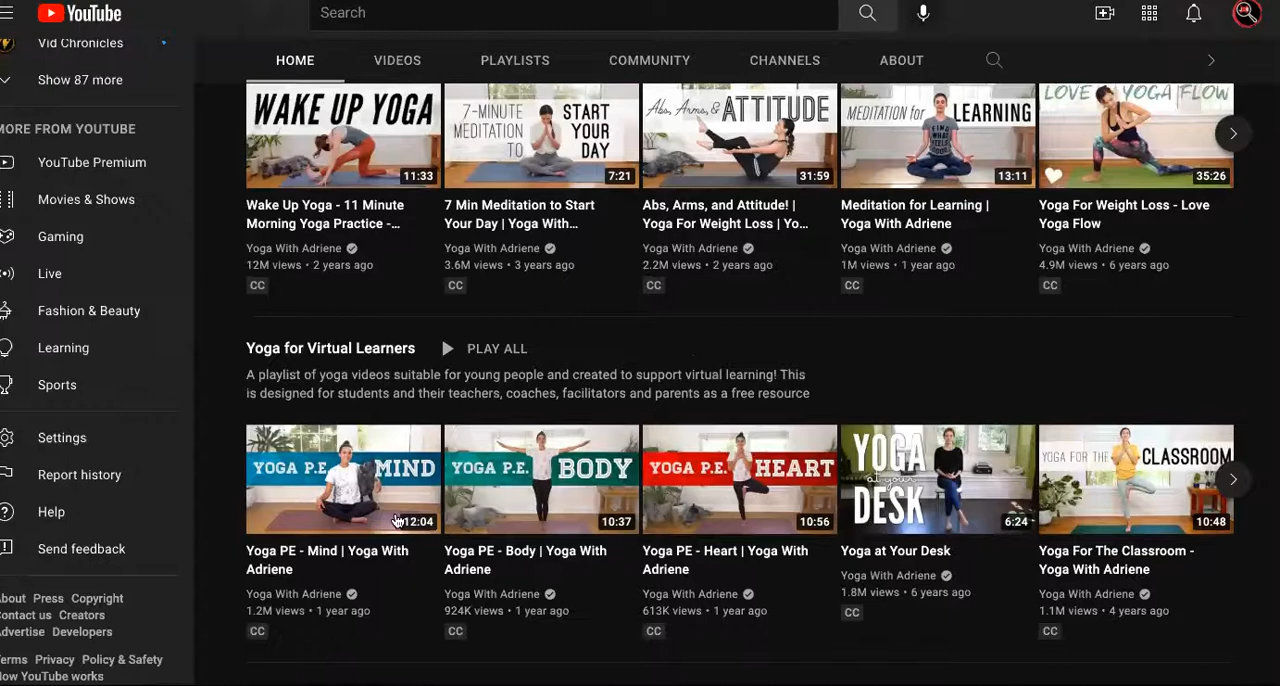 YouTube
Search
Vid Chronicles
Show 87 more
MORE FROM YOUTUBE
YouTube Premium
Movies & Shows
Gaming
Live
Fashion & Beauty
Learning
Sports
Settings
Report history
Help
Send feedback
About Press Copyright
Contact us Creators
Advertise Developers
Terms Privacy Policy & Safety
How YouTube works
HOME VIDEOS PLAYLISTS COMMUNITY CHANNELS ABOUT
WAKE UP YOGA
11:33
7-MINUTE MEDITATION TO
START YOUR DAY
7:21
Abs, Arms, & ATTITUDE
31:59
MEDITATION for LEARNING
FIND WHAT FEELS GOOD
13:11
LOVE YOGA FLOW
35:26
Wake Up Yoga - 11 Minute
Morning Yoga Practice -...
Yoga With Adriene
12M views • 2 years ago
CC
7 Min Meditation to Start
Your Day | Yoga With...
Yoga With Adriene
3.6M views • 3 years ago
CC
Abs, Arms, and Attitude! |
Yoga For Weight Loss | Yo...
Yoga With Adriene
2.2M views • 2 years ago
CC
Meditation for Learning |
Yoga With Adriene
Yoga With Adriene
1M views • 1 year ago
CC
Yoga For Weight Loss - Love
Yoga Flow
Yoga With Adriene
4.9M views • 6 years ago
CC
Yoga for Virtual Learners PLAY ALL
A playlist of yoga videos suitable for young people and created to support virtual learning! This
is designed for students and their teachers, coaches, facilitators and parents as a free resource
YOGA P.E. MIND
12:04
YOGA P.E. BODY
10:37
YOGA P.E. HEART
10:56
YOGA
at your
DESK
6:24
YOGA FOR THE CLASSROOM
10:48
Yoga PE - Mind | Yoga With
Adriene
Yoga With Adriene
1.2M views • 1 year ago
CC
Yoga PE - Body | Yoga With
Adriene
Yoga With Adriene
924K views • 1 year ago
CC
Yoga PE - Heart | Yoga With
Adriene
Yoga With Adriene
613K views • 1 year ago
CC
Yoga at Your Desk
Yoga With Adriene
1.8M views • 6 years ago
CC
Yoga For The Classroom -
Yoga With Adriene
Yoga With Adriene
1.1M views • 4 years ago
CC